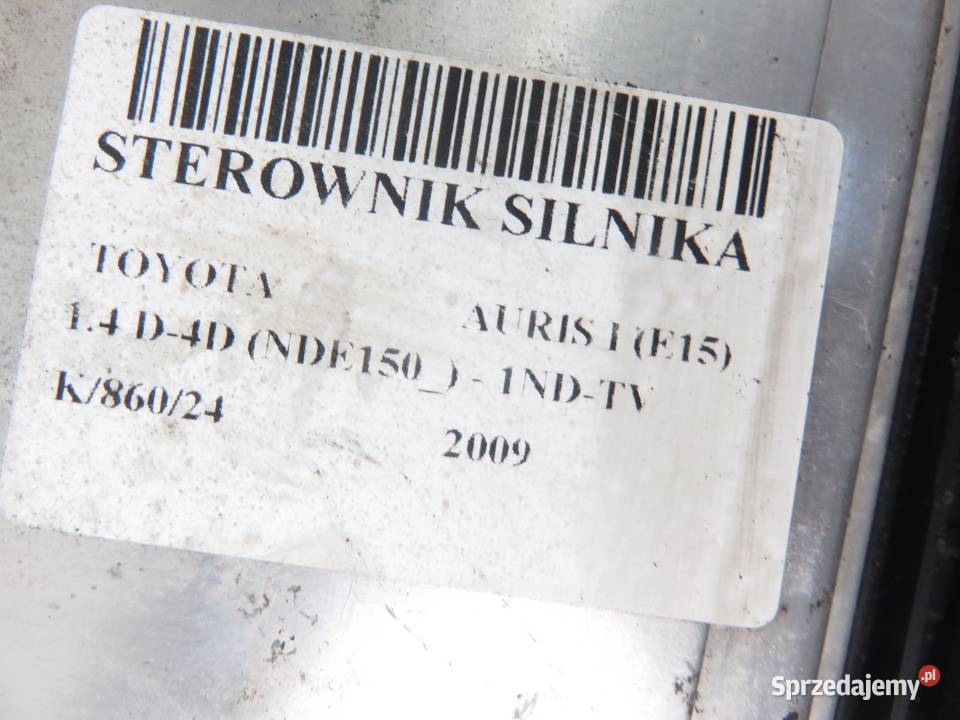 STEROWNIK SILNIKA
TOYOTA AURIS I (E15)
1.4 D-4D (NDE150_) - 1ND-TV
K/860/24 2009
Sprzedajemy.pl